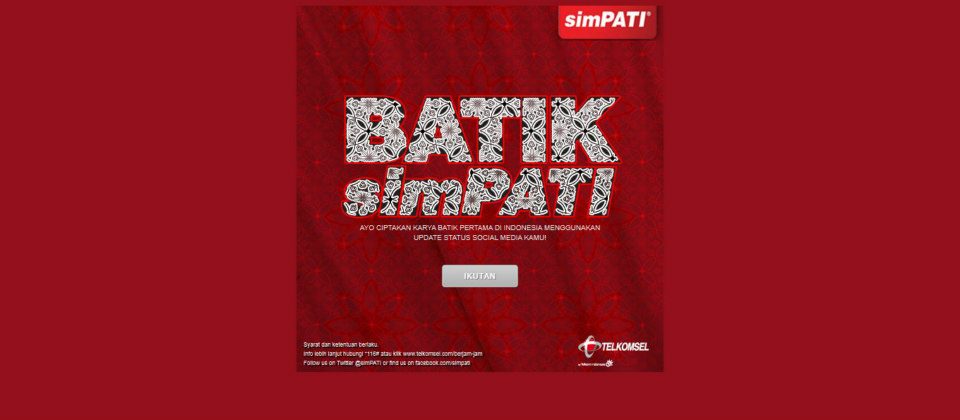 simPATI®
BATIK
simPATI
AYO CIPTAKAN KARYA BATIK PERTAMA DI INDONESIA MENGGUNAKAN
UPDATE STATUS SOCIAL MEDIA KAMU!
IKUTAN
Syarat dan ketentuan berlaku.
Info lebih lanjut hubungi *116# atau klik www.telkomsel.com/berjam-jam
Follow us on Twitter @simPATI or find us on facebook.com/simpati
TELKOMSEL